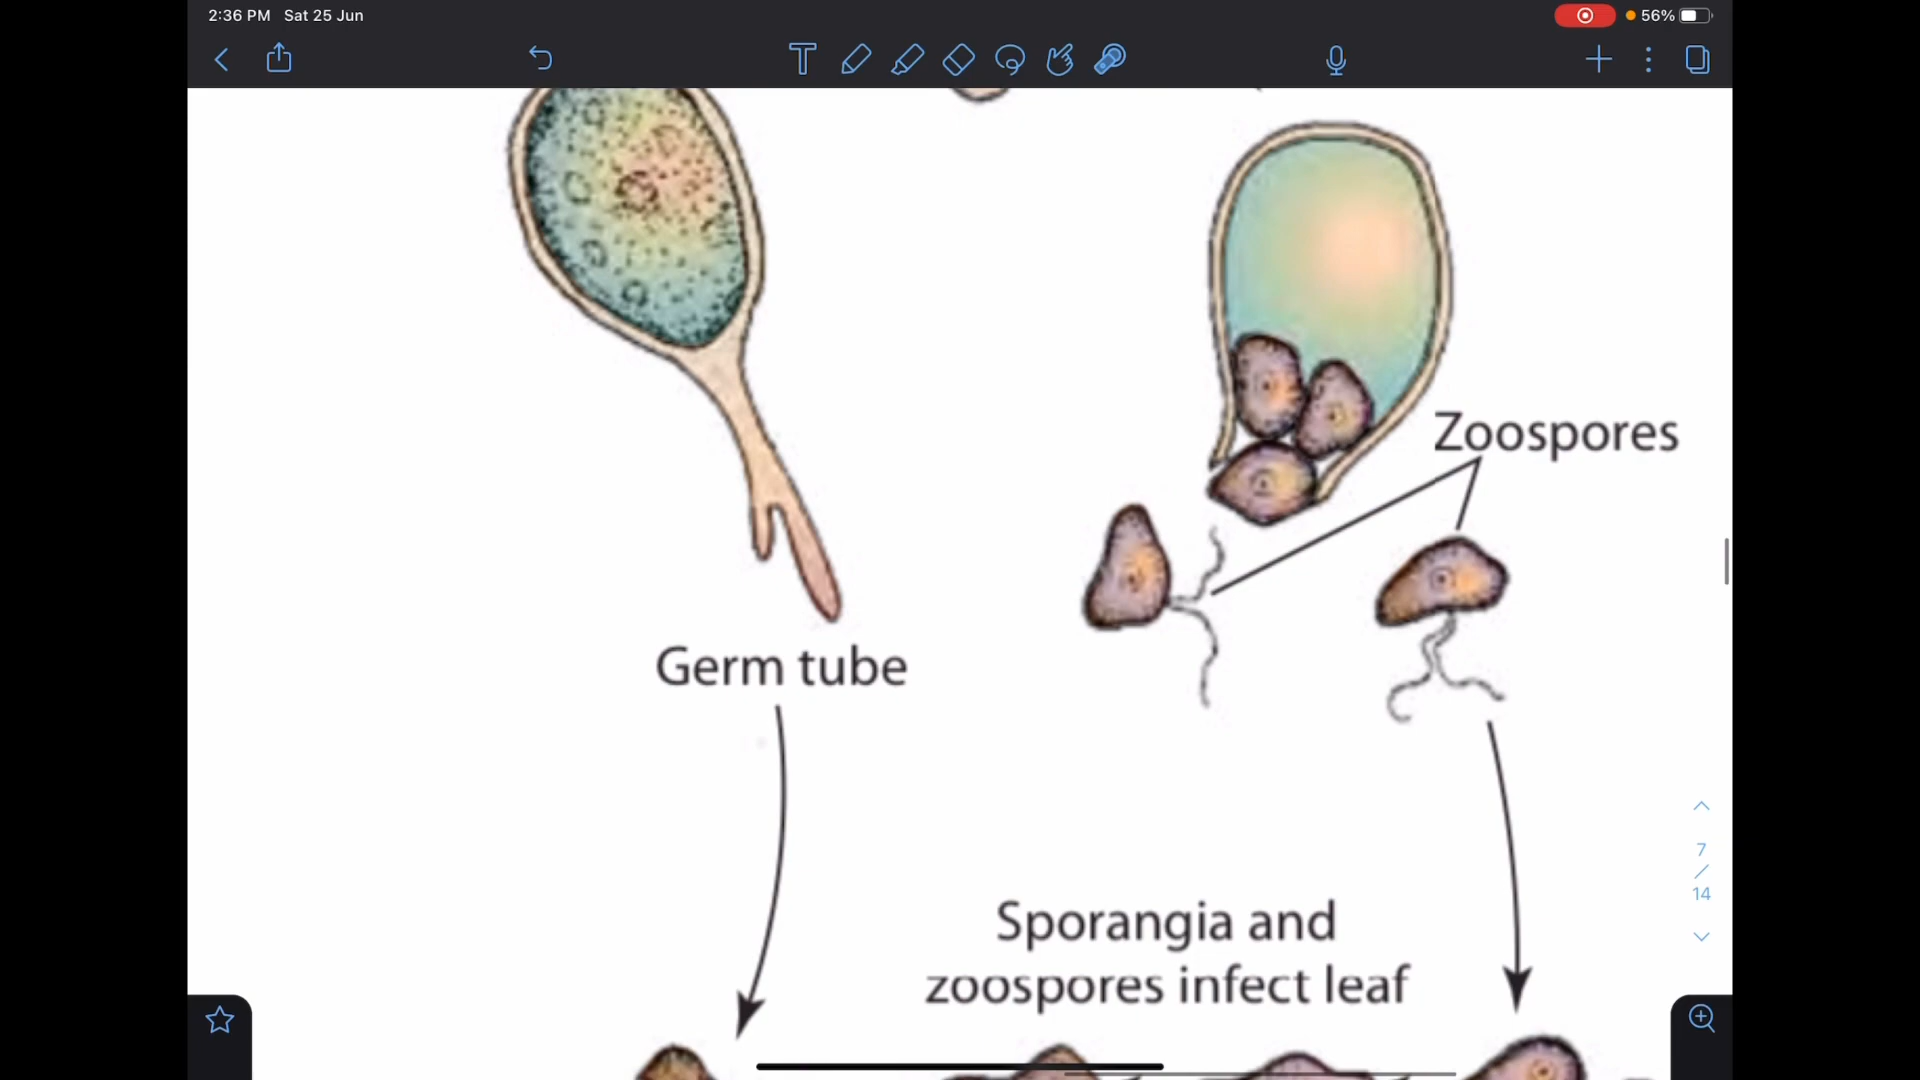 2:36 PM Sat 25 Jun
56%
T
Zoospores
Germ tube
7
/
14
Sporangia and
zoospores infect leaf